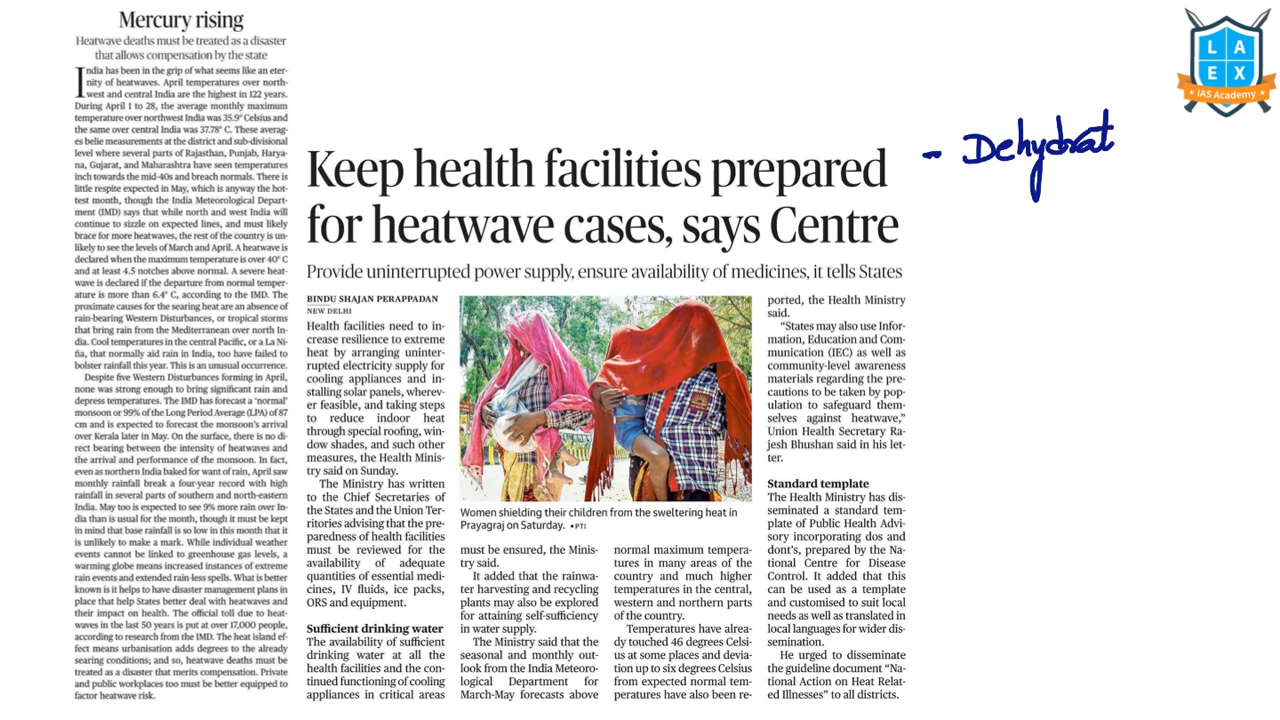 Mercury rising
Heatwave deaths must be treated as a disaster
that allows compensation by the state
India has been in the grip of what seems like an eter-
nity of heatwaves. April temperatures over north-
west and central India are the highest in 122 years.
During April 1 to 28, the average monthly maximum
temperature over northwest India was 35.9° Celsius and
the same over central India was 37.78° C. These averag-
es belie measurements at the district and sub-divisional
level where several parts of Rajasthan, Punjab, Harya-
na, Gujarat, and Maharashtra have seen temperatures
inch towards the mid-40s and breach normals. There is
little respite expected in May, which is anyway the hot-
test month, though the India Meteorological Depart-
ment (IMD) says that while north and west India will
continue to sizzle on expected lines, and must likely
brace for more heatwaves, the rest of the country is un-
likely to see the levels of March and April. A heatwave is
declared when the maximum temperature is over 40° C
and at least 4.5 notches above normal. A severe heat-
wave is declared if the departure from normal temper-
ature is more than 6.4° C, according to the IMD. The
proximate causes for the searing heat are an absence of
rain-bearing Western Disturbances, or tropical storms
that bring rain from the Mediterranean over north In-
dia. Cool temperatures in the central Pacific, or a La Ni-
ña, that normally aid rain in India, too have failed to
bolster rainfall this year. This is an unusual occurrence.
Despite five Western Disturbances forming in April,
none was strong enough to bring significant rain and
depress temperatures. The IMD has forecast a ‘normal’
monsoon or 99% of the Long Period Average (LPA) of 87
cm and is expected to forecast the monsoon's arrival
over Kerala later in May. On the surface, there is no di-
rect bearing between the intensity of heatwaves and
the arrival and performance of the monsoon. In fact,
even as northern India baked for want of rain, April saw
monthly rainfall break a four-year record with high
rainfall in several parts of southern and north-eastern
India. May too is expected to see 9% more rain over In-
dia than is usual for the month, though it must be kept
in mind that base rainfall is so low in this month that it
is unlikely to make a mark. While individual weather
events cannot be linked to greenhouse gas levels, a
warming globe means increased instances of extreme
rain events and extended rain-less spells. What is better
known is it helps to have disaster management plans in
place that help States better deal with heatwaves and
their impact on health. The official toll due to heat-
waves in the last 50 years is put at over 17,000 people,
according to research from the IMD. The heat island ef-
fect means urbanisation adds degrees to the already
searing conditions; and so, heatwave deaths must be
treated as a disaster that merits compensation. Private
and public workplaces too must be better equipped to
factor heatwave risk.
Keep health facilities prepared
for heatwave cases, says Centre
Provide uninterrupted power supply, ensure availability of medicines, it tells States
BINDU SHAJAN PERAPPADAN
NEW DELHI
Health facilities need to in-
crease resilience to extreme
heat by arranging uninter-
rupted electricity supply for
cooling appliances and in-
stalling solar panels, wherev-
er feasible, and taking steps
to reduce indoor heat
through special roofing, win-
dow shades, and such other
measures, the Health Minis-
try said on Sunday.
The Ministry has written
to the Chief Secretaries of
the States and the Union Ter-
ritories advising that the pre-
paredness of health facilities
must be reviewed for the
availability of adequate
quantities of essential medi-
cines, IV fluids, ice packs,
ORS and equipment.
Sufficient drinking water
The availability of sufficient
drinking water at all the
health facilities and the con-
tinued functioning of cooling
appliances in critical areas
Women shielding their children from the sweltering heat in
Prayagraj on Saturday. •PTI
must be ensured, the Minis-
try said.
It added that the rainwa-
ter harvesting and recycling
plants may also be explored
for attaining self-sufficiency
in water supply.
The Ministry said that the
seasonal and monthly out-
look from the India Meteoro-
logical Department for
March-May forecasts above
normal maximum tempera-
tures in many areas of the
country and much higher
temperatures in the central,
western and northern parts
of the country.
Temperatures have alrea-
dy touched 46 degrees Celsi-
us at some places and devia-
tion up to six degrees Celsius
from expected normal tem-
peratures have also been re-
ported, the Health Ministry
said.
“States may also use Infor-
mation, Education and Com-
munication (IEC) as well as
community-level awareness
materials regarding the pre-
cautions to be taken by pop-
ulation to safeguard them-
selves against heatwave,”
Union Health Secretary Ra-
jesh Bhushan said in his let-
ter.
Standard template
The Health Ministry has dis-
seminated a standard tem-
plate of Public Health Advi-
sory incorporating dos and
dont's, prepared by the Na-
tional Centre for Disease
Control. It added that this
can be used as a template
and customised to suit local
needs as well as translated in
local languages for wider dis-
semination.
He urged to disseminate
the guideline document “Na-
tional Action on Heat Relat-
ed Illnesses” to all districts.
- Dehydrat
LA
EX
IAS Academy